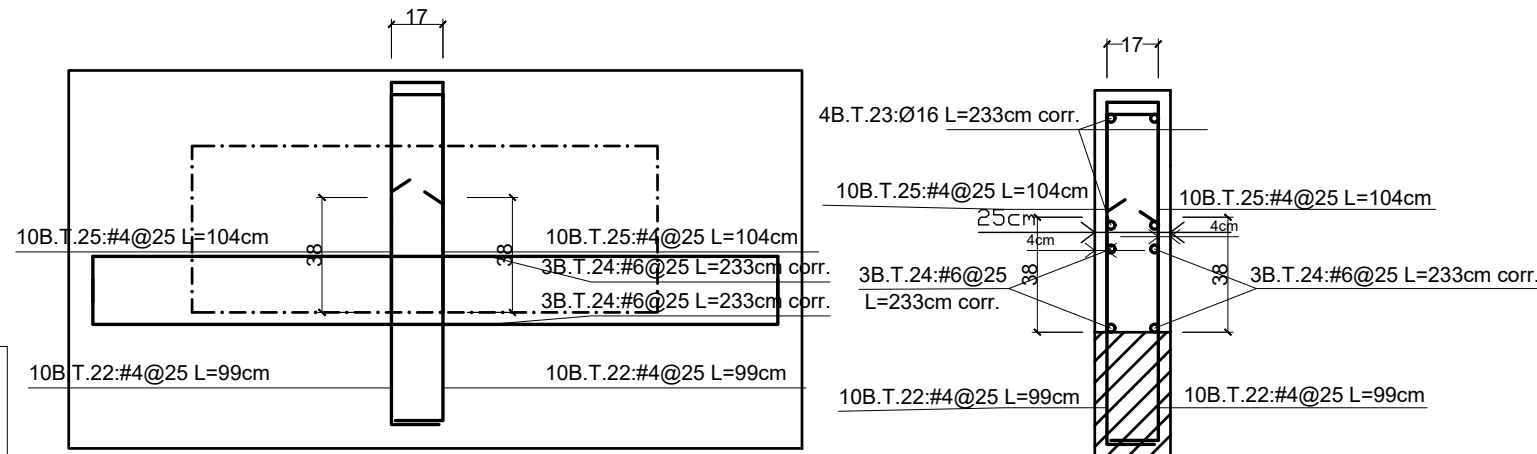 17
38
38
10B.T.25:#4@25 L=104cm
10B.T.25:#4@25 L=104cm
3B.T.24:#6@25 L=233cm corr.
3B.T.24:#6@25 L=233cm corr.
10B.T.22:#4@25 L=99cm
10B.T.22:#4@25 L=99cm
17
4B.T.23:Ø16 L=233cm corr.
10B.T.25:#4@25 L=104cm
10B.T.25:#4@25 L=104cm
25cm
4cm
4cm
38
38
3B.T.24:#6@25
L=233cm corr.
3B.T.24:#6@25 L=233cm corr.
10B.T.22:#4@25 L=99cm
10B.T.22:#4@25 L=99cm